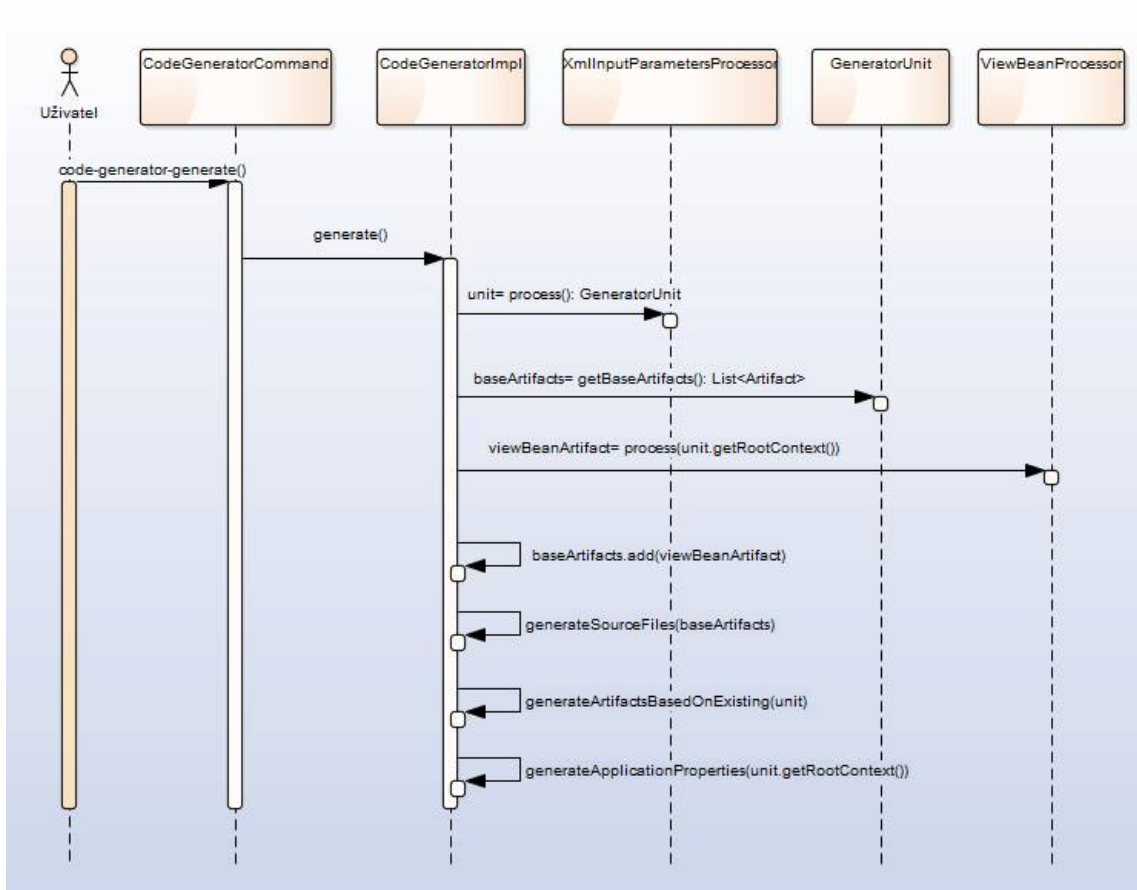 Uživatel
CodeGeneratorCommand
CodeGeneratorImpl
XmlInputParametersProcessor
GeneratorUnit
ViewBeanProcessor
code-generator-generate()
generate()
unit= process(): GeneratorUnit
baseArtifacts= getBaseArtifacts(): List<Artifact>
viewBeanArtifact= process(unit.getRootContext())
baseArtifacts.add(viewBeanArtifact)
generateSourceFiles(baseArtifacts)
generateArtifactsBasedOnExisting(unit)
generateApplicationProperties(unit.getRootContext())